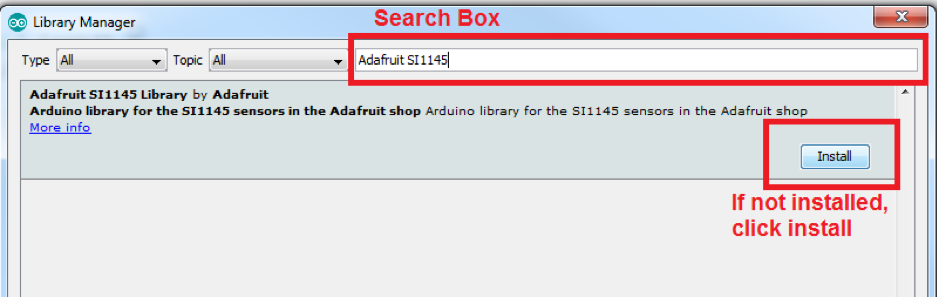 Search Box
Library Manager
X
Type All Topic All Adafruit SI1145
Adafruit SI1145 Library by Adafruit
Arduino library for the SI1145 sensors in the Adafruit shop Arduino library for the SI1145 sensors in the Adafruit shop
More info
Install
If not installed,
click install